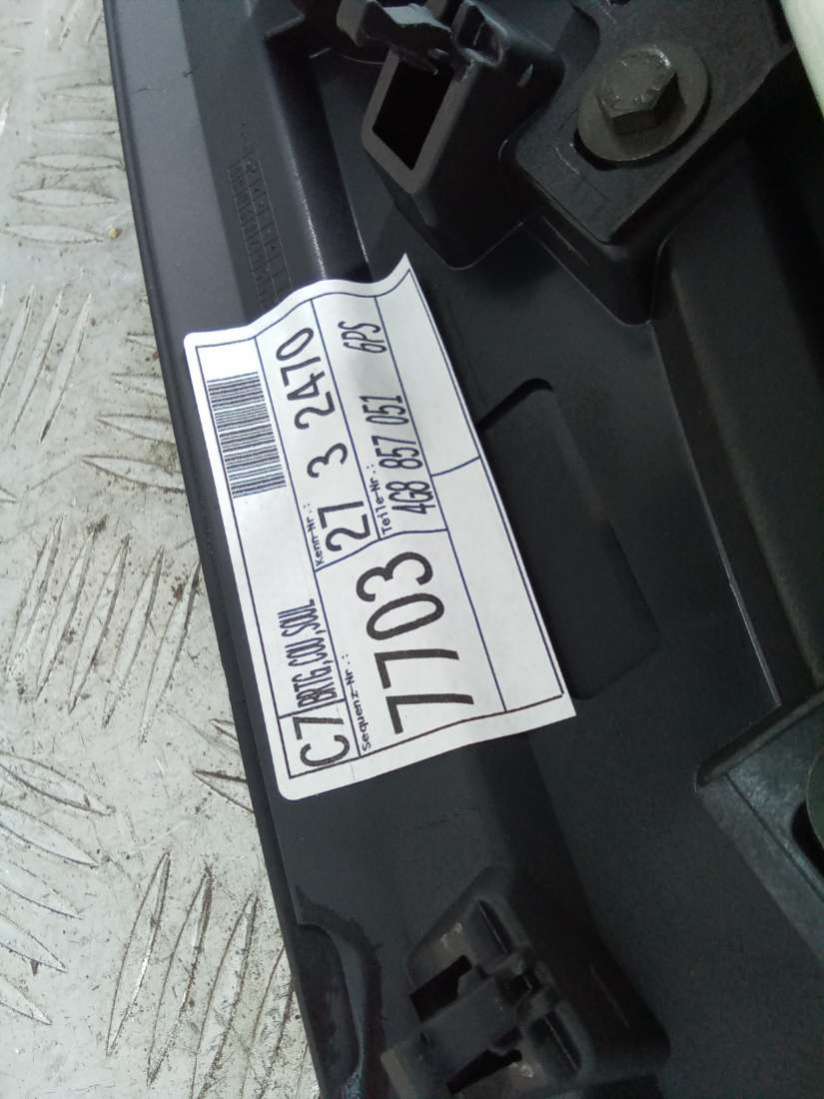 C7 BRTG,COU,SOUL
Sequenz-Nr.:
7703
Kenn-Nr.:
27 3 2470
Teile-Nr.:
4G8 857 051 6PS